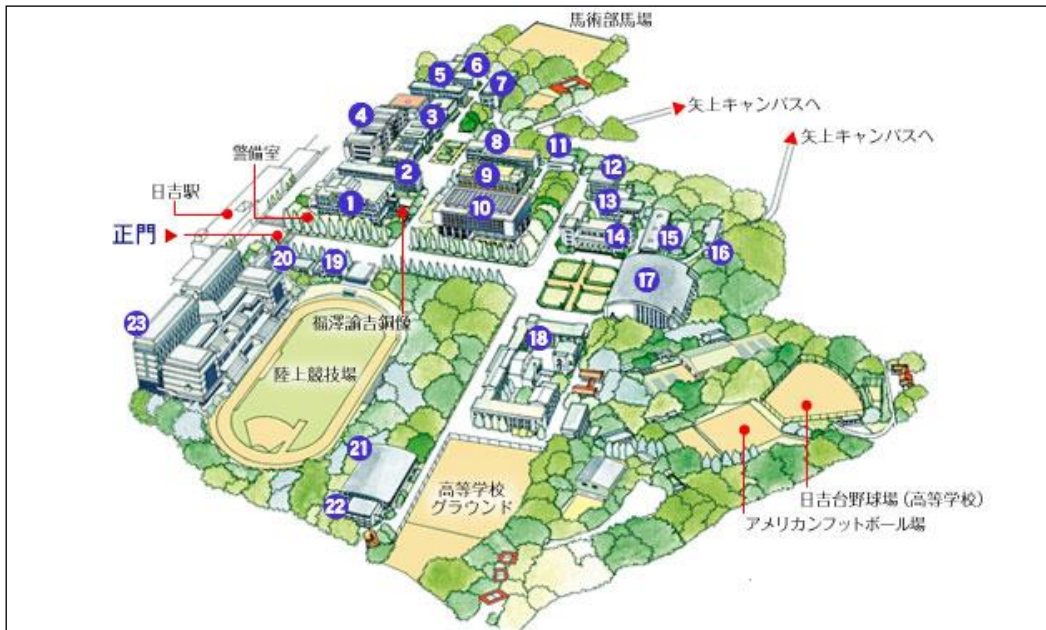 馬術部馬場
6
5
7
矢上キャンパスへ
4
3
矢上キャンパスへ
警備室
8
11
12
2
9
日吉駅
13
1
10
14
15
正門
16
20
19
17
23
福澤諭吉銅像
18
陸上競技場
21
高等学校
グラウンド
22
日吉台野球場(高等学校)
アメリカンフットボール場